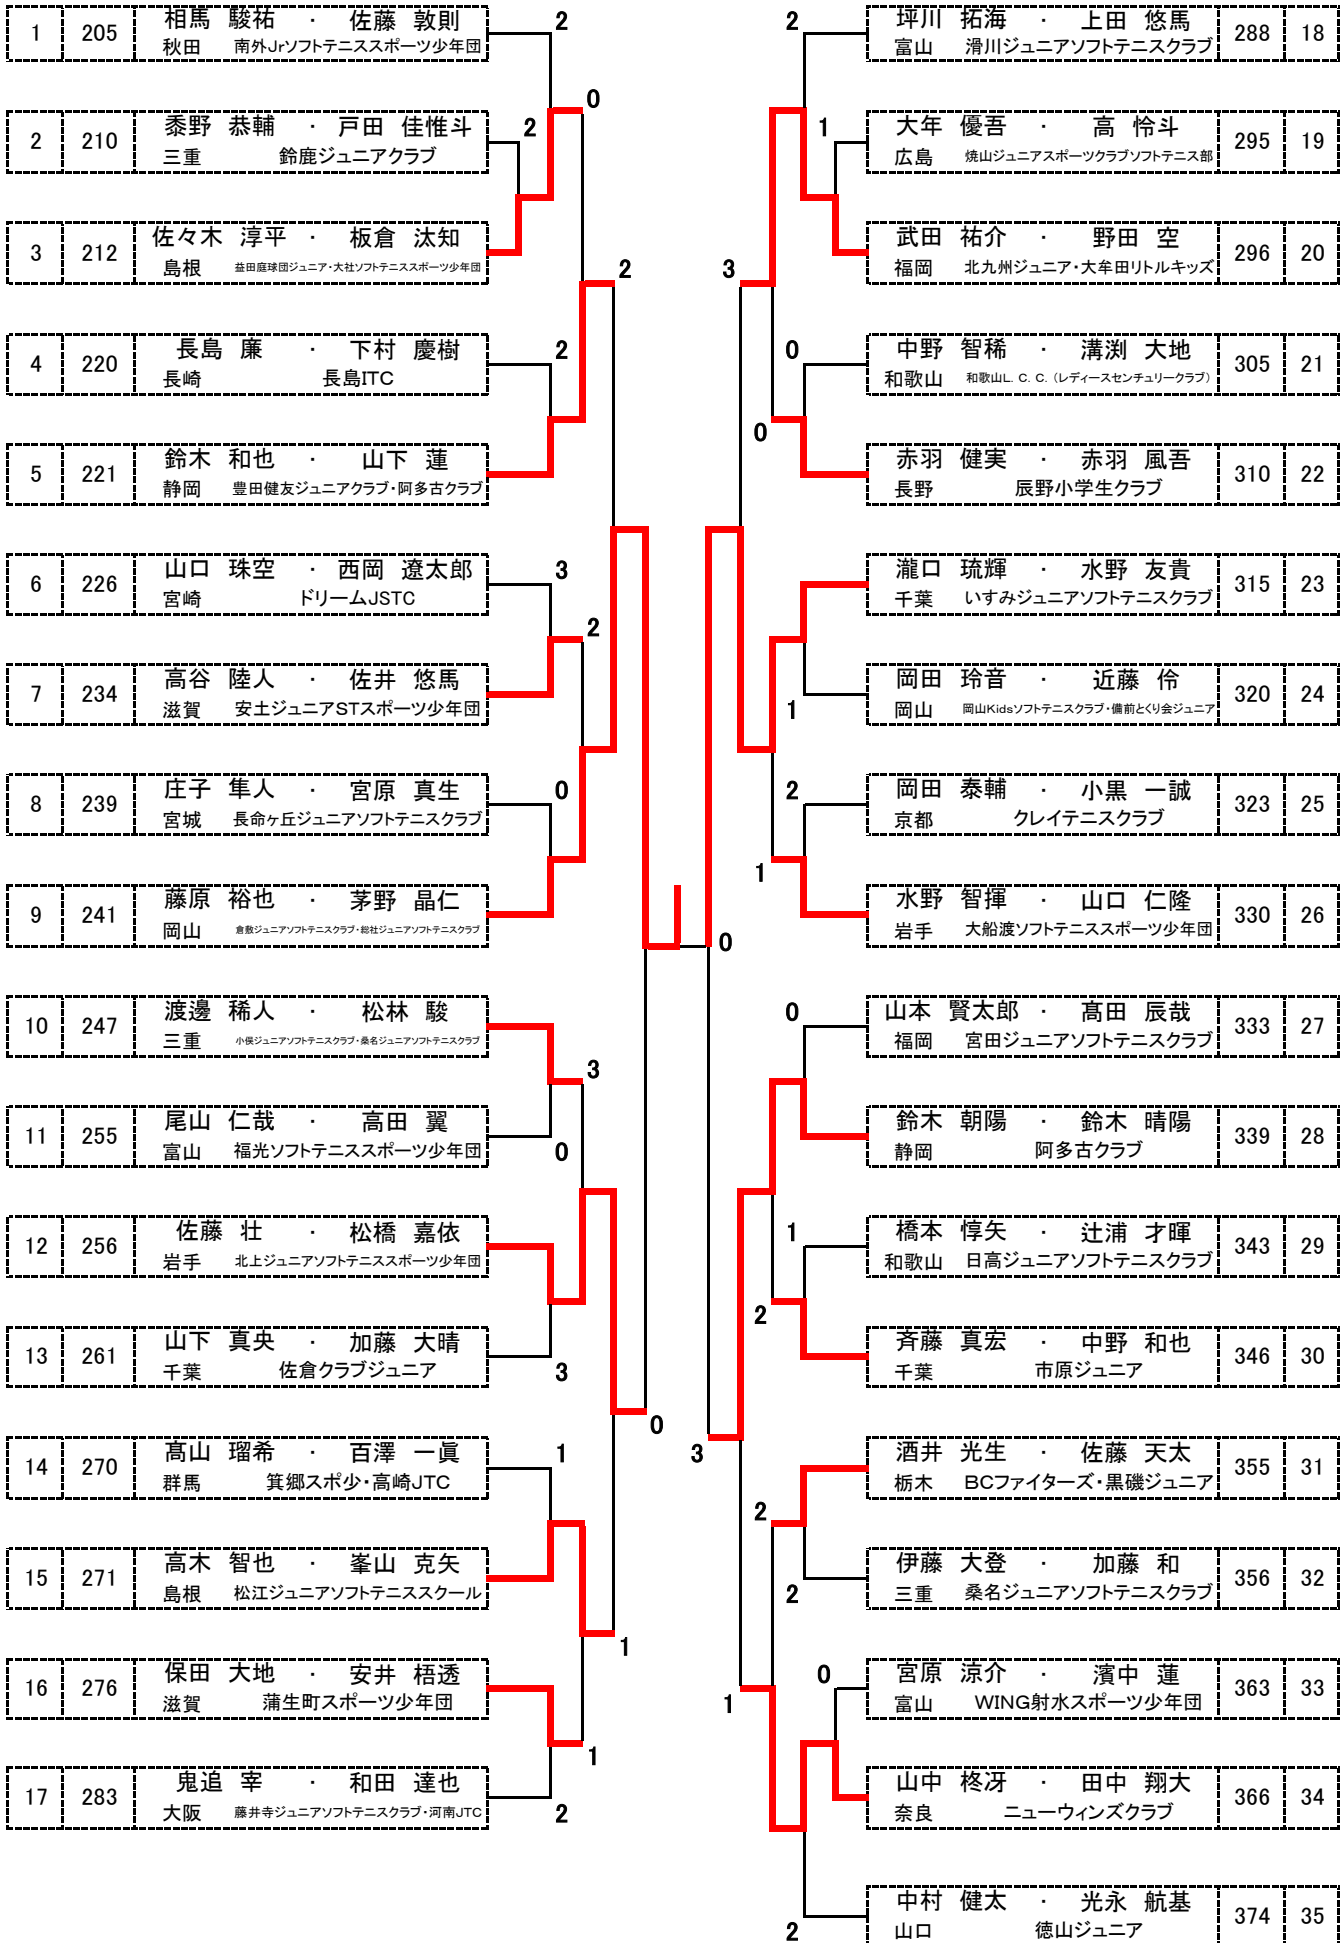 1 205 相馬 駿祐 ・ 佐藤 敦則
秋田 南外Jrソフトテニススポーツ少年団
2
0
2 210 黍野 恭輔 ・ 戸田 佳惟斗
三重 鈴鹿ジュニアクラブ
2
3 212 佐々木 淳平 ・ 板倉 汰知
島根 益田庭球団ジュニア・大社ソフトテニススポーツ少年団
2
4 220 長島 廉 ・ 下村 慶樹
長崎 長島ITC
2
5 221 鈴木 和也 ・ 山下 蓮
静岡 豊田健友ジュニアクラブ・阿多古クラブ
6 226 山口 珠空 ・ 西岡 遼太郎
宮崎 ドリームJSTC
3
2
7 234 高谷 陸人 ・ 佐井 悠馬
滋賀 安土ジュニアSTスポーツ少年団
8 239 庄子 隼人 ・ 宮原 真生
宮城 長命ヶ丘ジュニアソフトテニスクラブ
0
9 241 藤原 裕也 ・ 茅野 晶仁
岡山 倉敷ジュニアソフトテニスクラブ・総社ジュニアソフトテニスクラブ
10 247 渡邊 稀人 ・ 松林 駿
三重 小俣ジュニアソフトテニスクラブ・桑名ジュニアソフトテニスクラブ
3
11 255 尾山 仁哉 ・ 高田 翼
富山 福光ソフトテニススポーツ少年団
0
12 256 佐藤 壮 ・ 松橋 嘉依
岩手 北上ジュニアソフトテニススポーツ少年団
13 261 山下 真央 ・ 加藤 大晴
千葉 佐倉クラブジュニア
3
0
14 270 髙山 瑠希 ・ 百澤 一眞
群馬 箕郷スポ少・高崎JTC
1
15 271 高木 智也 ・ 峯山 克矢
島根 松江ジュニアソフトテニススクール
1
16 276 保田 大地 ・ 安井 梧透
滋賀 蒲生町スポーツ少年団
1
17 283 鬼追 宰 ・ 和田 達也
大阪 藤井寺ジュニアソフトテニスクラブ・河南JTC
2
2
坪川 拓海 ・ 上田 悠馬 288 18
富山 滑川ジュニアソフトテニスクラブ
1
大年 優吾 ・ 高 怜斗 295 19
広島 焼山ジュニアスポーツクラブソフトテニス部
武田 祐介 ・ 野田 空 296 20
福岡 北九州ジュニア・大牟田リトルキッズ
3
0
中野 智稀 ・ 溝渕 大地 305 21
和歌山 和歌山L．C．C．（レディースセンチュリークラブ）
0
赤羽 健実 ・ 赤羽 風吾 310 22
長野 辰野小学生クラブ
瀧口 琉輝 ・ 水野 友貴 315 23
千葉 いすみジュニアソフトテニスクラブ
岡田 玲音 ・ 近藤 伶 320 24
岡山 岡山Kidsソフトテニスクラブ・備前とくり会ジュニア
1
2
岡田 泰輔 ・ 小黒 一誠 323 25
京都 クレイテニスクラブ
1
水野 智揮 ・ 山口 仁隆 330 26
岩手 大船渡ソフトテニススポーツ少年団
0
0
山本 賢太郎 ・ 髙田 辰哉 333 27
福岡 宮田ジュニアソフトテニスクラブ
鈴木 朝陽 ・ 鈴木 晴陽 339 28
静岡 阿多古クラブ
1
橋本 惇矢 ・ 辻浦 才暉 343 29
和歌山 日高ジュニアソフトテニスクラブ
2
斉藤 真宏 ・ 中野 和也 346 30
千葉 市原ジュニア
3
酒井 光生 ・ 佐藤 天太 355 31
栃木 BCファイターズ・黒磯ジュニア
2
伊藤 大登 ・ 加藤 和 356 32
三重 桑名ジュニアソフトテニスクラブ
2
0
宮原 涼介 ・ 濱中 蓮 363 33
富山 WING射水スポーツ少年団
1
山中 柊冴 ・ 田中 翔大 366 34
奈良 ニューウィンズクラブ
中村 健太 ・ 光永 航基 374 35
山口 徳山ジュニア
2